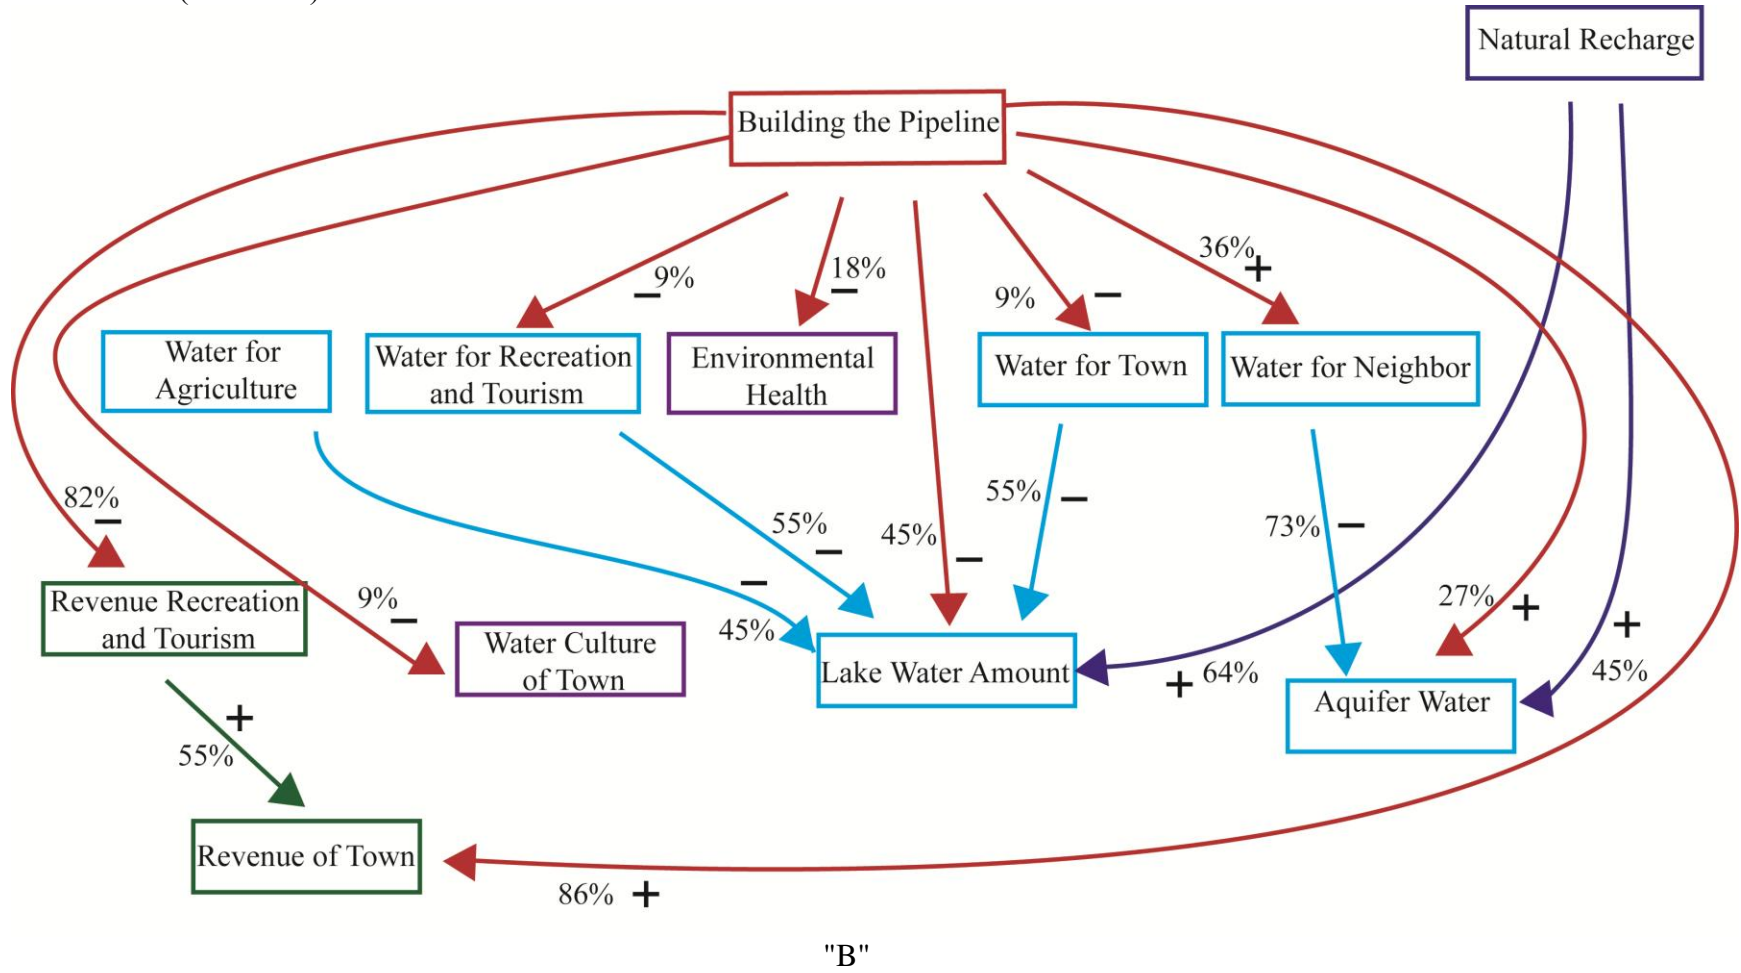 Natural Recharge
Building the Pipeline
36%
+
9%
−
18%
−
9%
−
Water for
Agriculture
Water for Recreation
and Tourism
Environmental
Health
Water for Town
Water for Neighbor
82%
−
55%
−
45%
−
55%
−
73%
−
−
45%
9%
−
27%
+
+
45%
Revenue Recreation
and Tourism
Water Culture
of Town
Lake Water Amount
+ 64%
Aquifer Water
+
55%
Revenue of Town
86% +
"B"